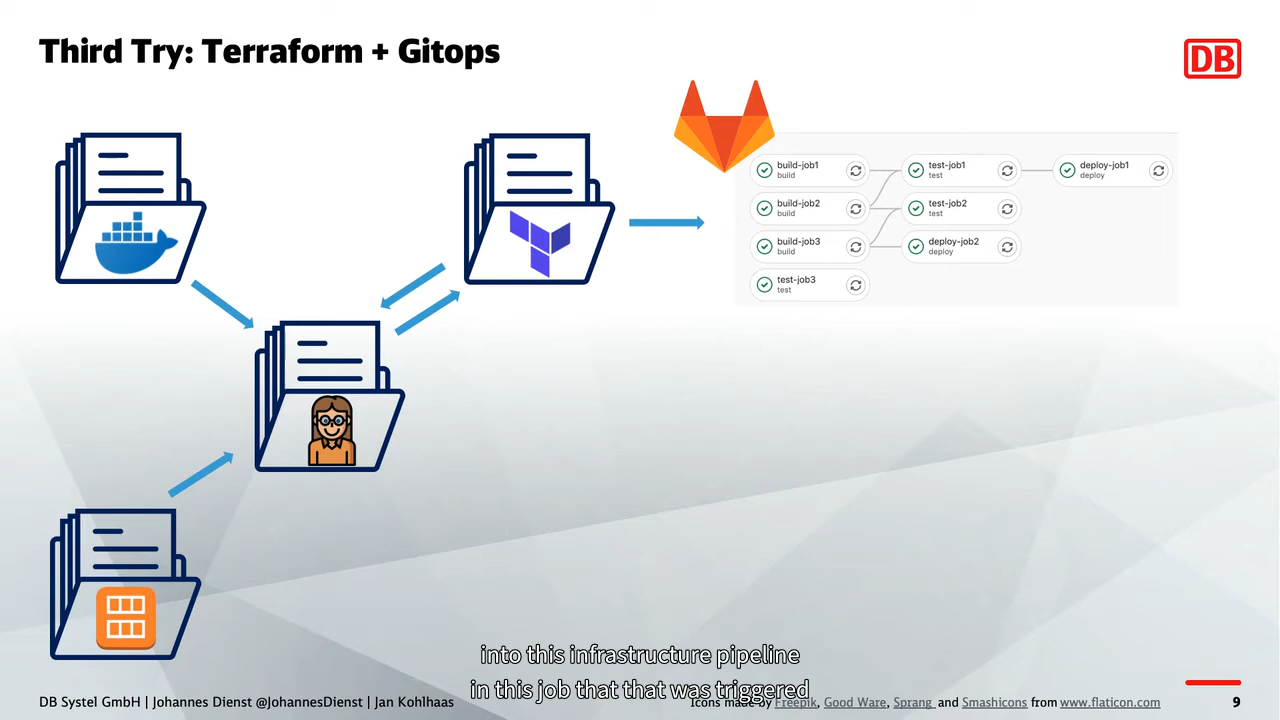 Third Try: Terraform + Gitops
DB
build-job1
build
test-job1
test
deploy-job1
deploy
build-job2
build
test-job2
test
build-job3
build
deploy-job2
deploy
test-job3
test
into this infrastructure pipeline
in this job that that was triggered
DB Systel GmbH | Johannes Dienst @JohannesDienst | Jan Kohlhaas
Icons made by Freepik, Good Ware, Sprang and Smashicons from www.flaticon.com
9